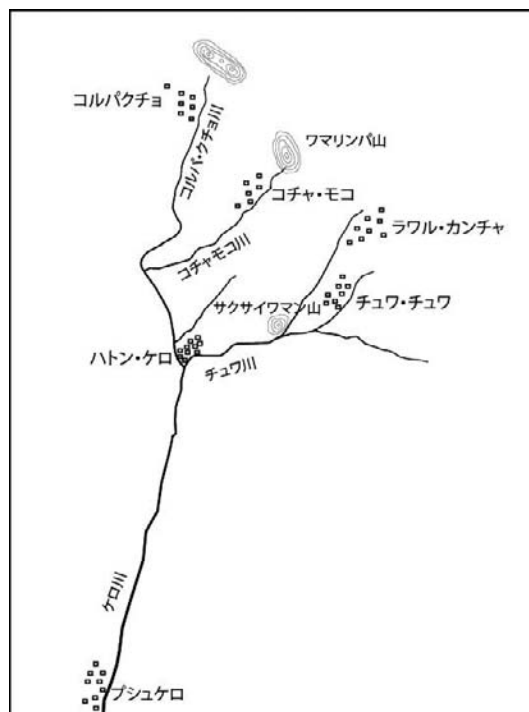 コルパクチョ
コルパ・クチョ川
ワマリンパ山
コチャ・モコ
コチャモコ川
ラワル・カンチャ
サクサイワマン山
チュワ・チュワ
ハトン・ケロ
チュワ川
ケロ川
プシュケロ